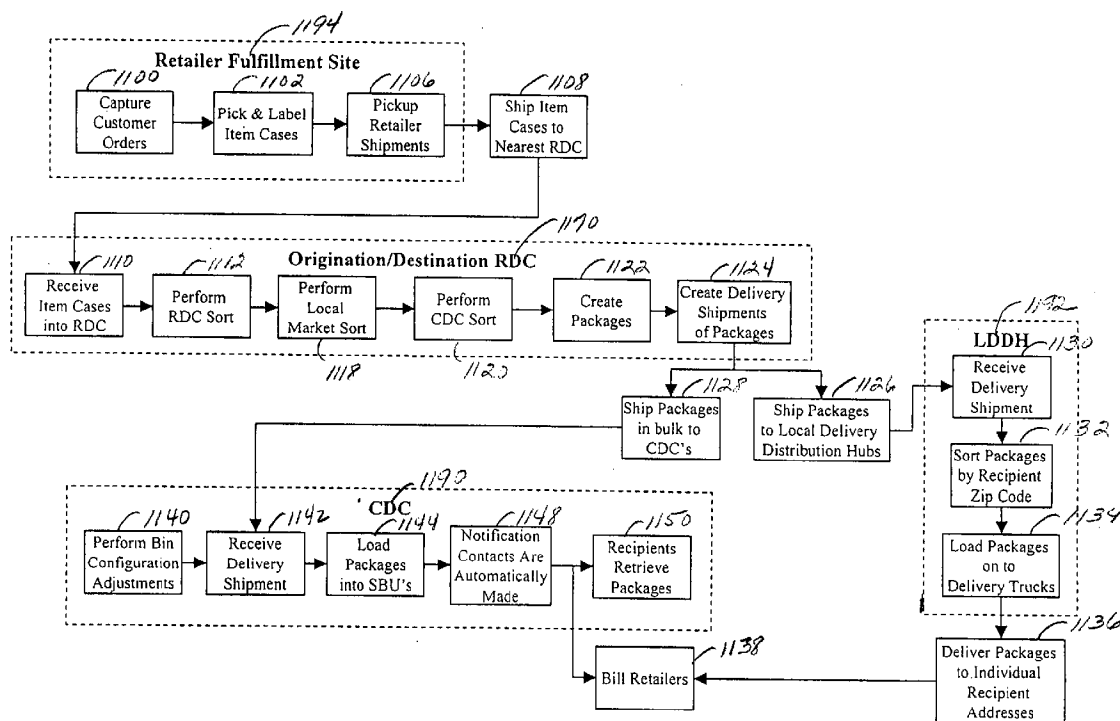 1194
Retailer Fulfillment Site
1100
1102
1106
1108
Capture
Customer
Orders
Pick & Label
Item Cases
Pickup
Retailer
Shipments
Ship Item
Cases to
Nearest RDC
1170
Origination/Destination RDC
1110
1112
1122
1124
Receive
Item Cases
into RDC
Perform
RDC Sort
Perform
Local
Market Sort
Perform
CDC Sort
Create
Packages
Create Delivery
Shipments
of Packages
1118
1120
1192
LDDH
1130
Receive
Delivery
Shipment
1128
1126
Ship Packages
in bulk to
CDC's
Ship Packages
to Local Delivery
Distribution Hubs
1132
Sort Packages
by Recipient
Zip Code
1134
Load Packages
on to
Delivery Trucks
1190
CDC
1140
1142
1144
1148
1150
Perform Bin
Configuration
Adjustments
Receive
Delivery
Shipment
Load
Packages
into SBU's
Notification
Contacts Are
Automatically
Made
Recipients
Retrieve
Packages
1138
Bill Retailers
1136
Deliver Packages
to Individual
Recipient
Addresses